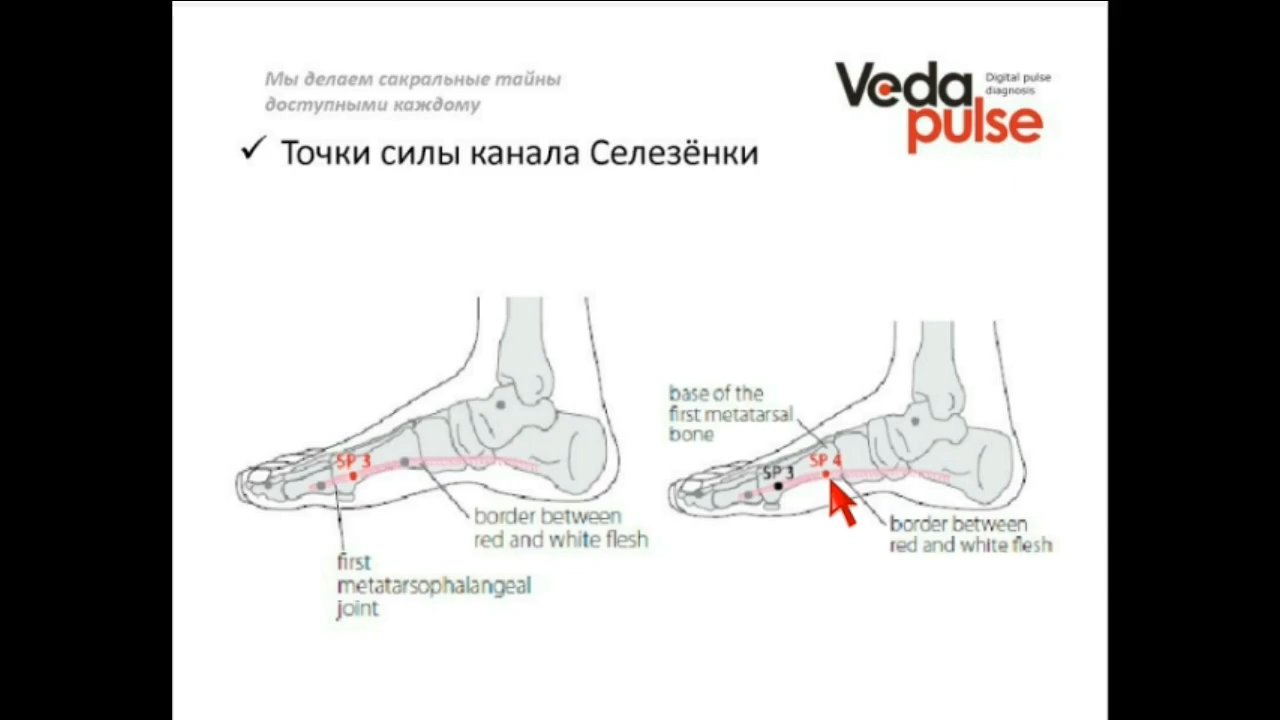 Мы делаем сакральные тайны
доступными каждому
Veda
pulse
Digital pulse
diagnosis
✓ Точки силы канала Селезёнки
SP 3
border between
red and white flesh
first
metatarsophalangeal
joint
base of the
first metatarsal
bone
SP 3
SP 4
border between
red and white flesh